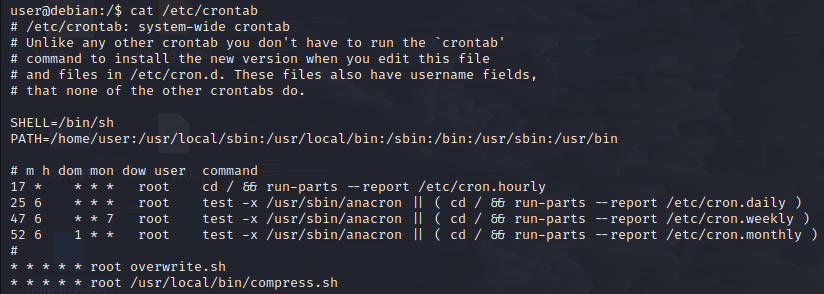 user@debian:/$ cat /etc/crontab
# /etc/crontab: system-wide crontab
# Unlike any other crontab you don't have to run the `crontab'
# command to install the new version when you edit this file
# and files in /etc/cron.d. These files also have username fields,
# that none of the other crontabs do.

SHELL=/bin/sh
PATH=/home/user:/usr/local/sbin:/usr/local/bin:/sbin:/bin:/usr/sbin:/usr/bin

# m h dom mon dow user  command
17 *    * * *   root    cd / && run-parts --report /etc/cron.hourly
25 6    * * *   root    test -x /usr/sbin/anacron || ( cd / && run-parts --report /etc/cron.daily )
47 6    * * 7   root    test -x /usr/sbin/anacron || ( cd / && run-parts --report /etc/cron.weekly )
52 6    1 * *   root    test -x /usr/sbin/anacron || ( cd / && run-parts --report /etc/cron.monthly )
#
* * * * * root overwrite.sh
* * * * * root /usr/local/bin/compress.sh